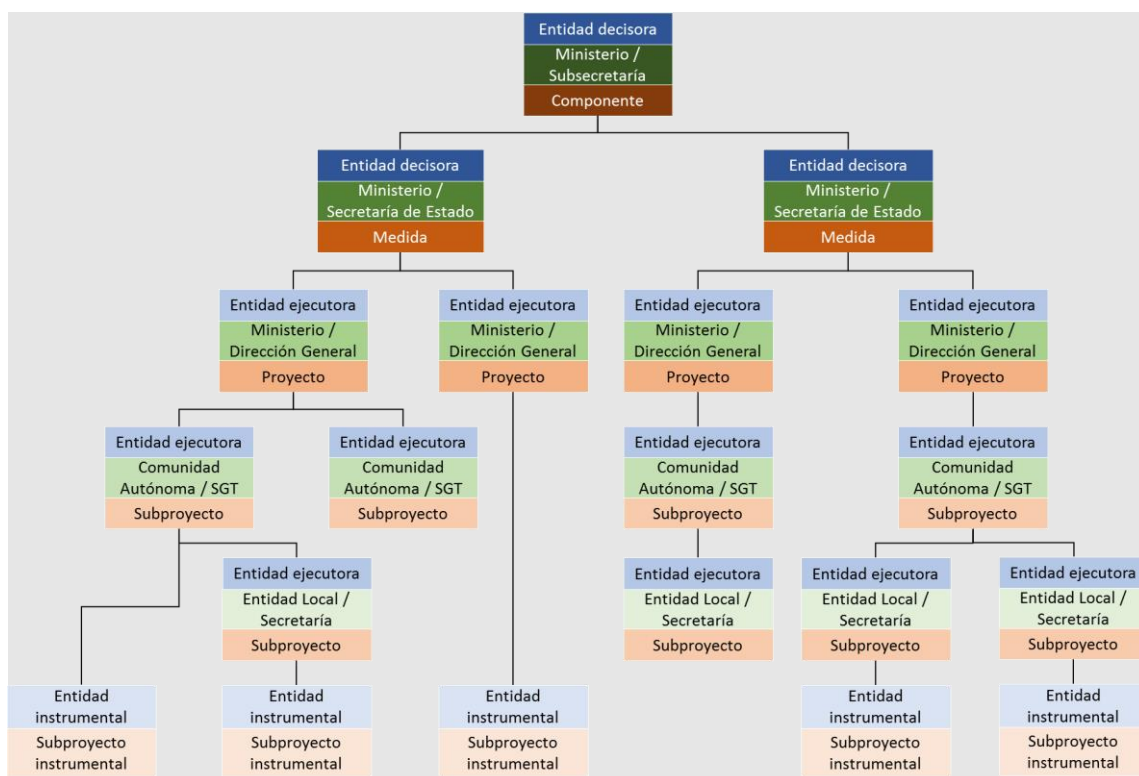 Entidad decisora
Ministerio /
Subsecretaría
Componente
Entidad decisora
Ministerio /
Secretaría de Estado
Medida
Entidad decisora
Ministerio /
Secretaría de Estado
Medida
Entidad ejecutora
Ministerio /
Dirección General
Proyecto
Entidad ejecutora
Ministerio /
Dirección General
Proyecto
Entidad ejecutora
Ministerio /
Dirección General
Proyecto
Entidad ejecutora
Ministerio /
Dirección General
Proyecto
Entidad ejecutora
Comunidad
Autónoma / SGT
Subproyecto
Entidad ejecutora
Comunidad
Autónoma / SGT
Subproyecto
Entidad ejecutora
Comunidad
Autónoma / SGT
Subproyecto
Entidad ejecutora
Comunidad
Autónoma / SGT
Subproyecto
Entidad ejecutora
Entidad Local /
Secretaría
Subproyecto
Entidad ejecutora
Entidad Local /
Secretaría
Subproyecto
Entidad ejecutora
Entidad Local /
Secretaría
Subproyecto
Entidad ejecutora
Entidad Local /
Secretaría
Subproyecto
Entidad
instrumental
Subproyecto
instrumental
Entidad
instrumental
Subproyecto
instrumental
Entidad
instrumental
Subproyecto
instrumental
Entidad
instrumental
Subproyecto
instrumental
Entidad
instrumental
Subproyecto
instrumental